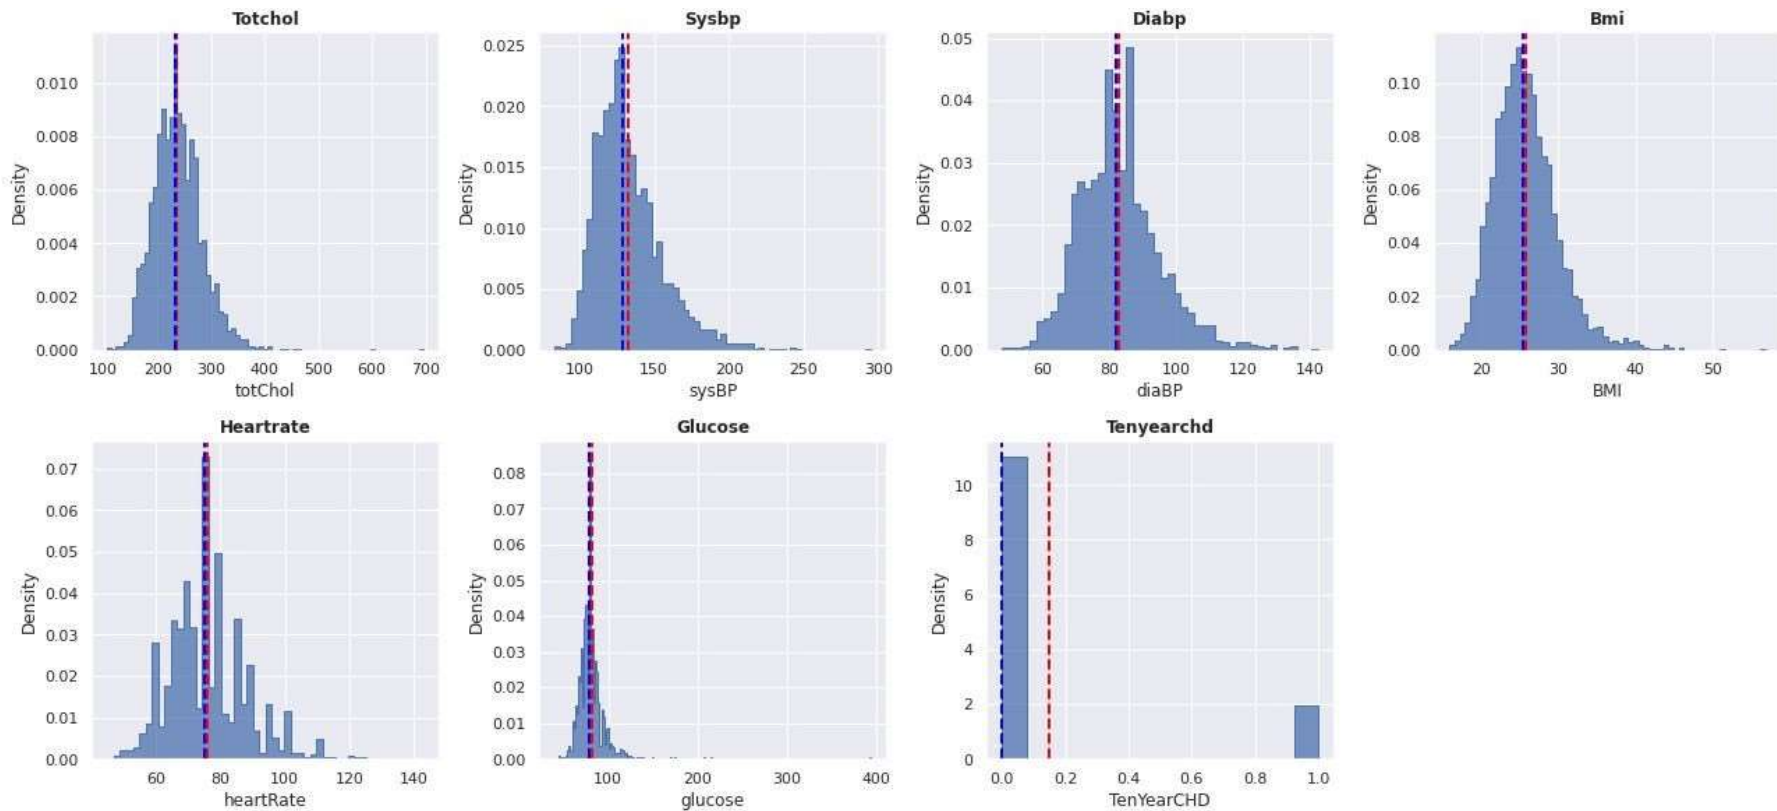 Totchol
Density
0.010
0.008
0.006
0.004
0.002
0.000
100 200 300 400 500 600 700
totChol
Sysbp
Density
0.025
0.020
0.015
0.010
0.005
0.000
100 150 200 250 300
sysBP
Diabp
Density
0.05
0.04
0.03
0.02
0.01
0.00
60 80 100 120 140
diaBP
Bmi
Density
0.10
0.08
0.06
0.04
0.02
0.00
20 30 40 50
BMI
Heartrate
Density
0.07
0.06
0.05
0.04
0.03
0.02
0.01
0.00
60 80 100 120 140
heartRate
Glucose
Density
0.08
0.07
0.06
0.05
0.04
0.03
0.02
0.01
0.00
100 200 300 400
glucose
Tenyearchd
Density
10
8
6
4
2
0
0.0 0.2 0.4 0.6 0.8 1.0
TenYearCHD